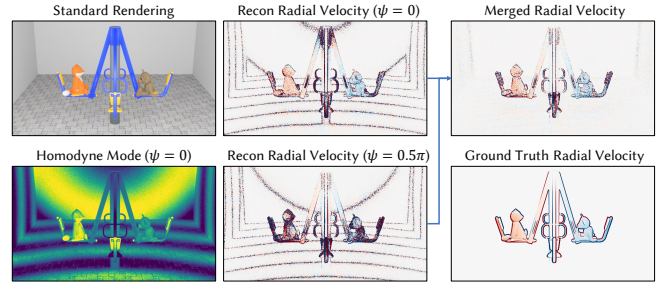 Standard Rendering
Recon Radial Velocity (ψ = 0)
Merged Radial Velocity
Homodyne Mode (ψ = 0)
Recon Radial Velocity (ψ = 0.5π)
Ground Truth Radial Velocity